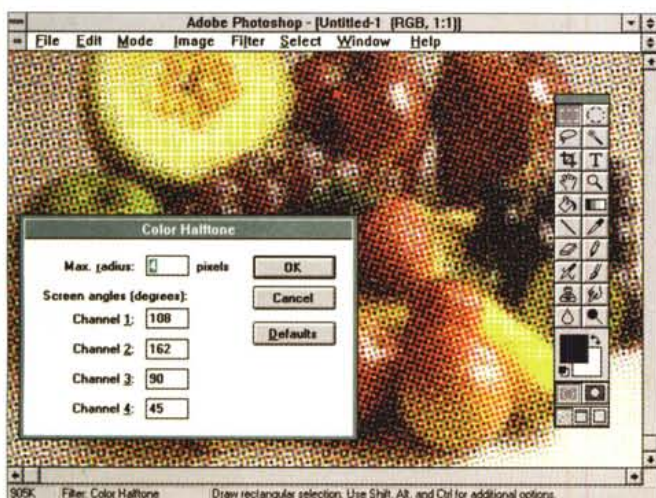 Adobe Photoshop - [Untitled-1 (RGB, 1:1)]
File Edit Mode Image Filter Select Window Help
T
Color Halftone
Max. radius: 4 pixels OK
Screen angles (degrees): Cancel
Channel 1: 108
Defaults
Channel 2: 162
Channel 3: 90
Channel 4: 45
905K Filter: Color Halftone Draw rectangular selection. Use Shift, Alt, and Ctrl for additional options.